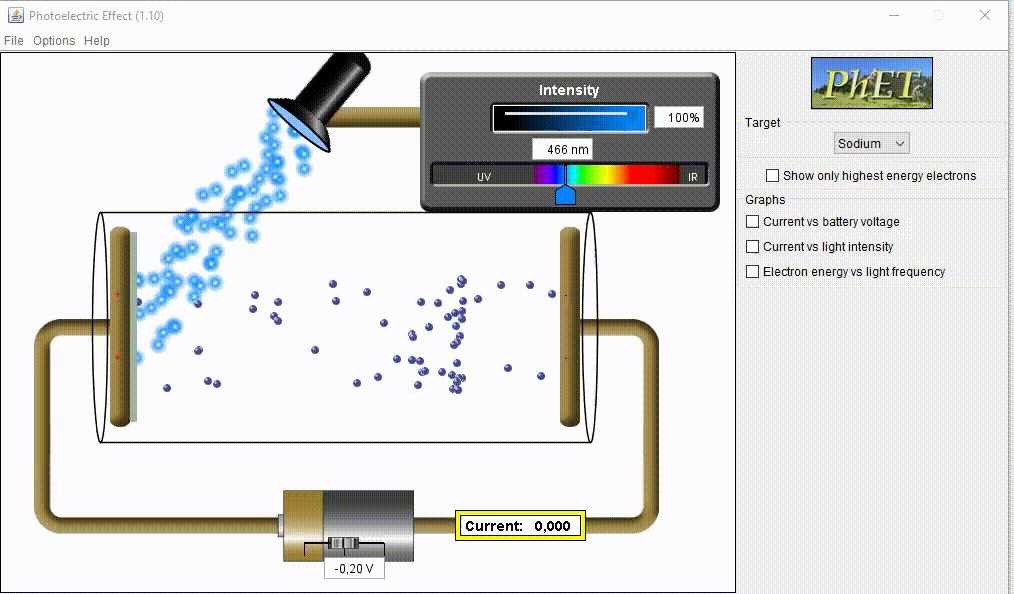 Photoelectric Effect (1.10)
File Options Help
Intensity
100%
466 nm
UV
IR
+
+
-
-
Current: 0,000
-0,20 V
PhET
Target
Sodium
Show only highest energy electrons
Graphs
Current vs battery voltage
Current vs light intensity
Electron energy vs light frequency